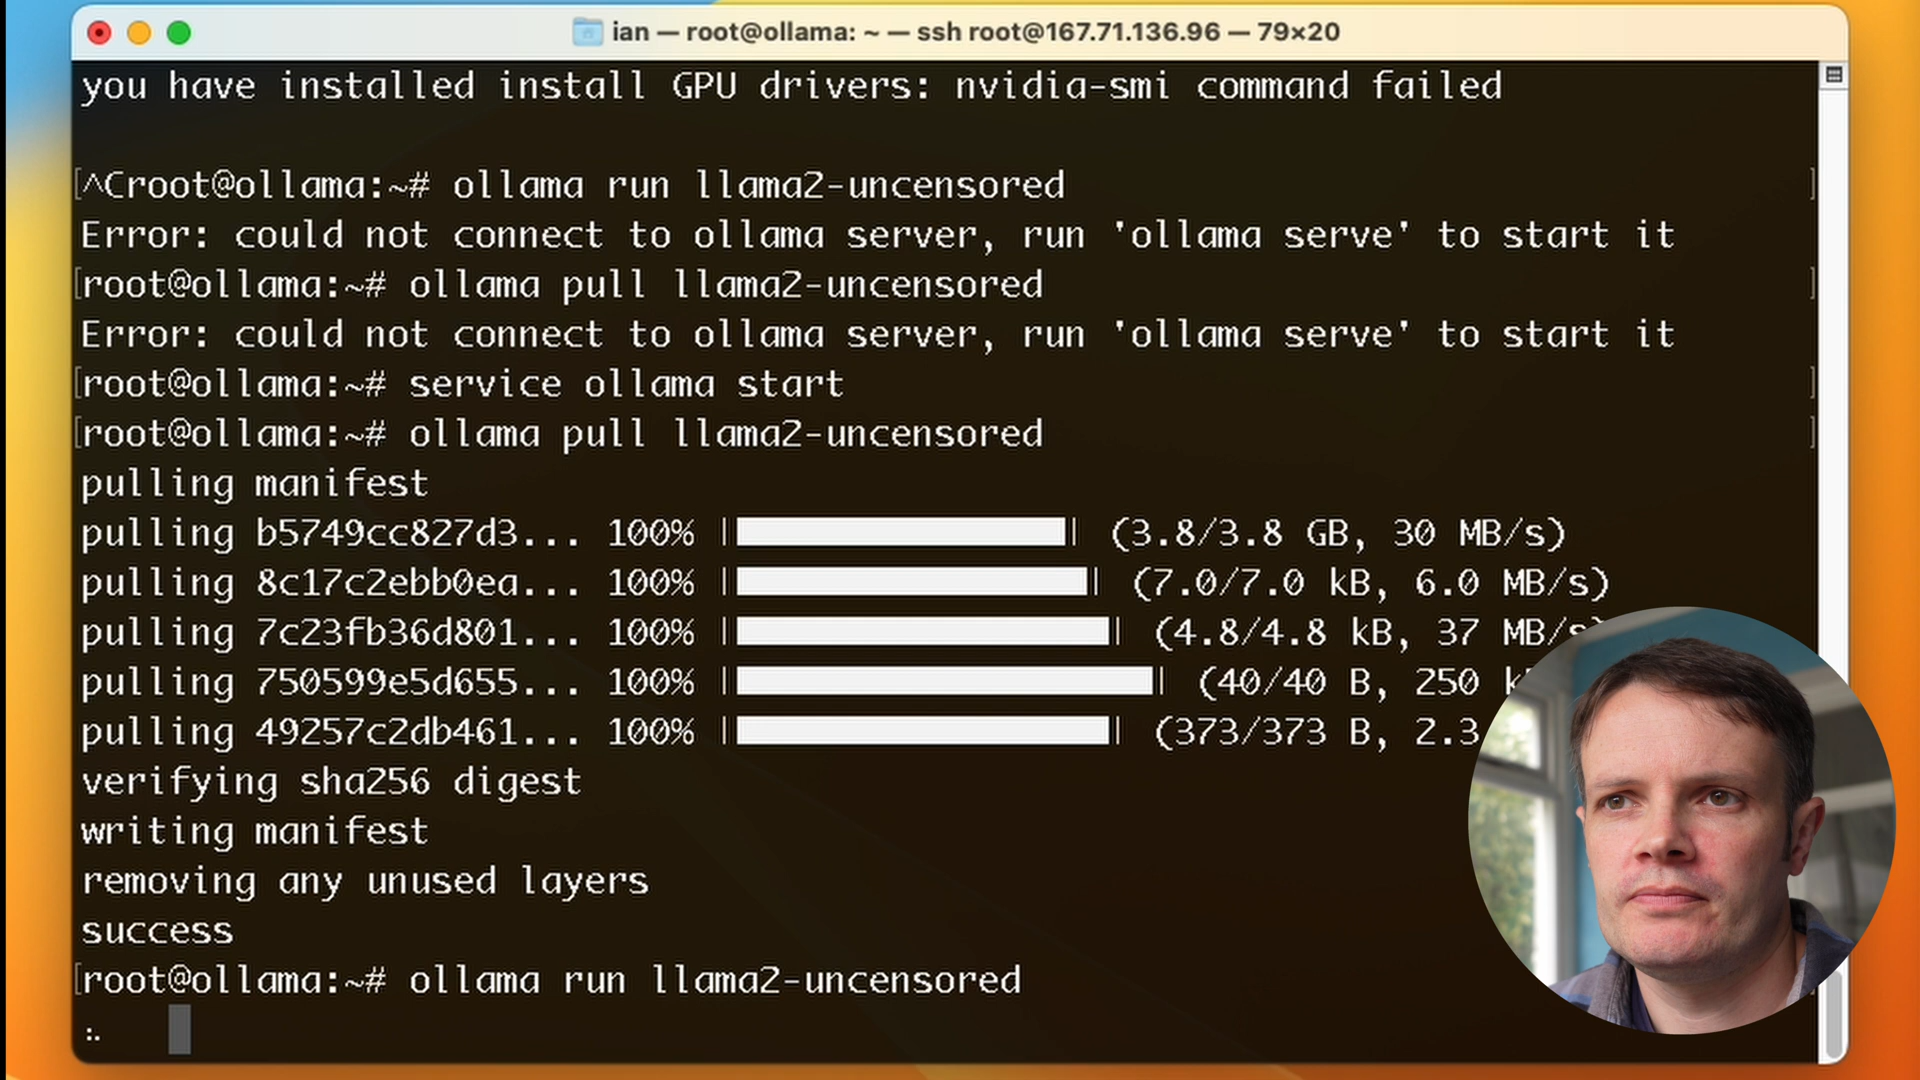 ian — root@ollama: ~ — ssh root@167.71.136.96 — 79×20
you have installed install GPU drivers: nvidia-smi command failed
[^Croot@ollama:~# ollama run llama2-uncensored ]
Error: could not connect to ollama server, run 'ollama serve' to start it
[root@ollama:~# ollama pull llama2-uncensored ]
Error: could not connect to ollama server, run 'ollama serve' to start it
[root@ollama:~# service ollama start ]
[root@ollama:~# ollama pull llama2-uncensored ]
pulling manifest
pulling b5749cc827d3... 100% | | (3.8/3.8 GB, 30 MB/s)
pulling 8c17c2ebb0ea... 100% | | (7.0/7.0 kB, 6.0 MB/s)
pulling 7c23fb36d801... 100% | | (4.8/4.8 kB, 37 MB/s
pulling 750599e5d655... 100% | | (40/40 B, 250
pulling 49257c2db461... 100% | | (373/373 B, 2.3
verifying sha256 digest
writing manifest
removing any unused layers
success
[root@ollama:~# ollama run llama2-uncensored